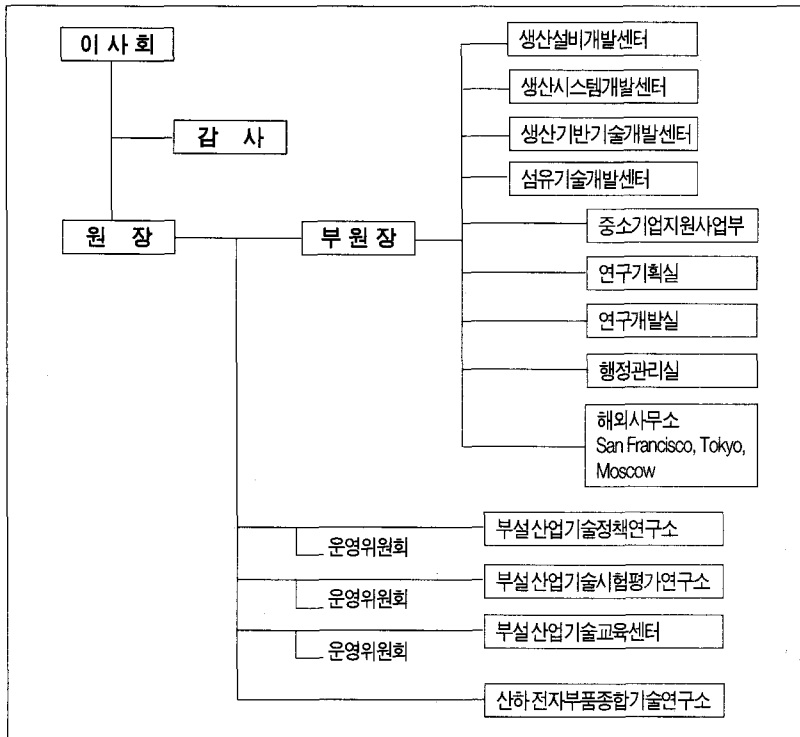 이 사 회
감 사
원 장
부 원 장
생산설비개발센터
생산시스템개발센터
생산기반기술개발센터
섬유기술개발센터
중소기업지원사업부
연구기획실
연구개발실
행정관리실
해외사무소
San Francisco, Tokyo,
Moscow
부설 산업기술정책연구소
운영위원회
부설 산업기술시험평가연구소
운영위원회
부설 산업기술교육센터
운영위원회
산하 전자부품종합기술연구소